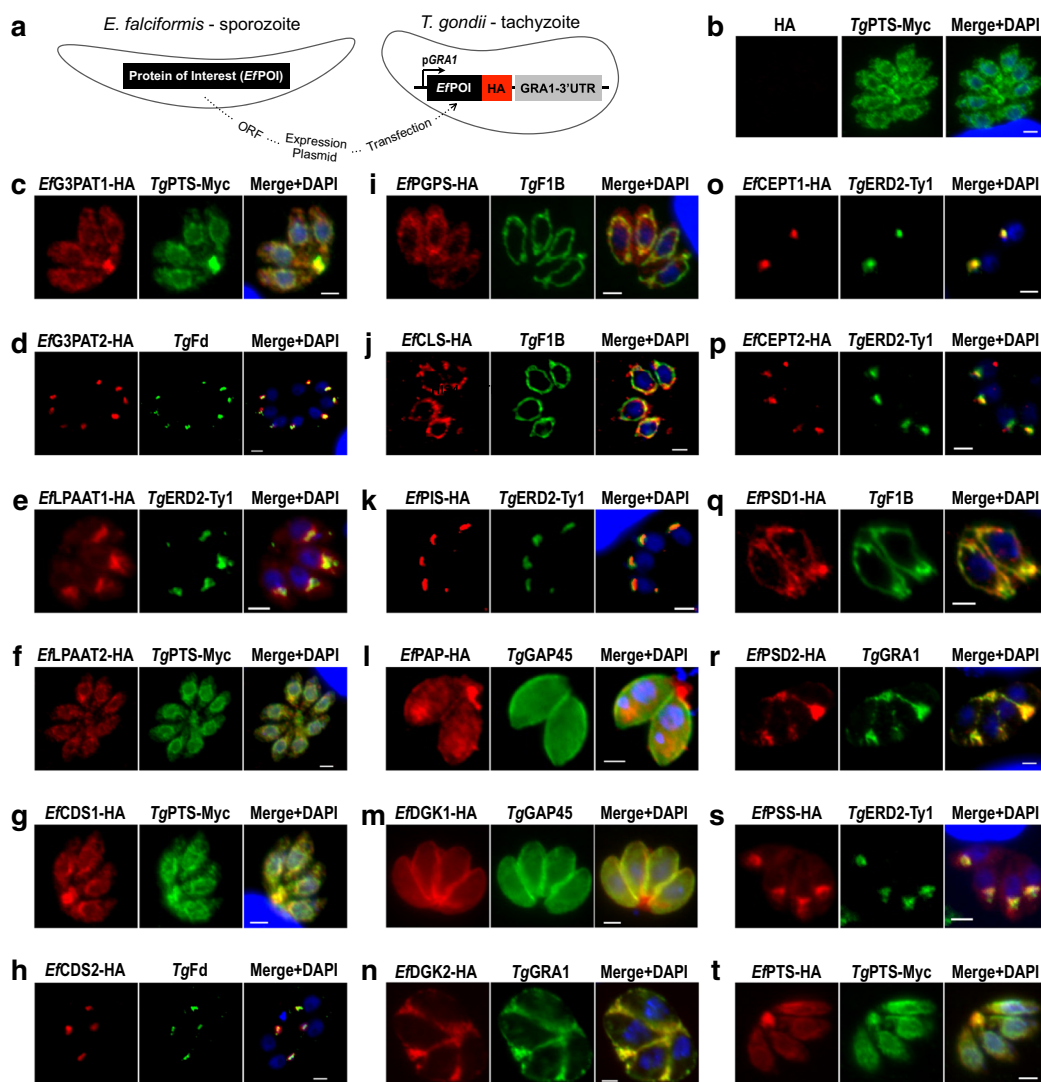 a
E. falciformis - sporozoite
T. gondii - tachyzoite
Protein of Interest (EfPOI)
pGRA1
EfPOI
HA
GRA1-3'UTR
ORF
Expression
Plasmid
Transfection
b
HA
TgPTS-Myc
Merge+DAPI
c
EfG3PAT1-HA
TgPTS-Myc
Merge+DAPI
i
EfPGPS-HA
TgF1B
Merge+DAPI
o
EfCEPT1-HA
TgERD2-Ty1
Merge+DAPI
d
EfG3PAT2-HA
TgFd
Merge+DAPI
j
EfCLS-HA
TgF1B
Merge+DAPI
p
EfCEPT2-HA
TgERD2-Ty1
Merge+DAPI
e
EfLPAAT1-HA
TgERD2-Ty1
Merge+DAPI
k
EfPIS-HA
TgERD2-Ty1
Merge+DAPI
q
EfPSD1-HA
TgF1B
Merge+DAPI
f
EfLPAAT2-HA
TgPTS-Myc
Merge+DAPI
l
EfPAP-HA
TgGAP45
Merge+DAPI
r
EfPSD2-HA
TgGRA1
Merge+DAPI
g
EfCDS1-HA
TgPTS-Myc
Merge+DAPI
m
EfDGK1-HA
TgGAP45
Merge+DAPI
s
EfPSS-HA
TgERD2-Ty1
Merge+DAPI
h
EfCDS2-HA
TgFd
Merge+DAPI
n
EfDGK2-HA
TgGRA1
Merge+DAPI
t
EfPTS-HA
TgPTS-Myc
Merge+DAPI